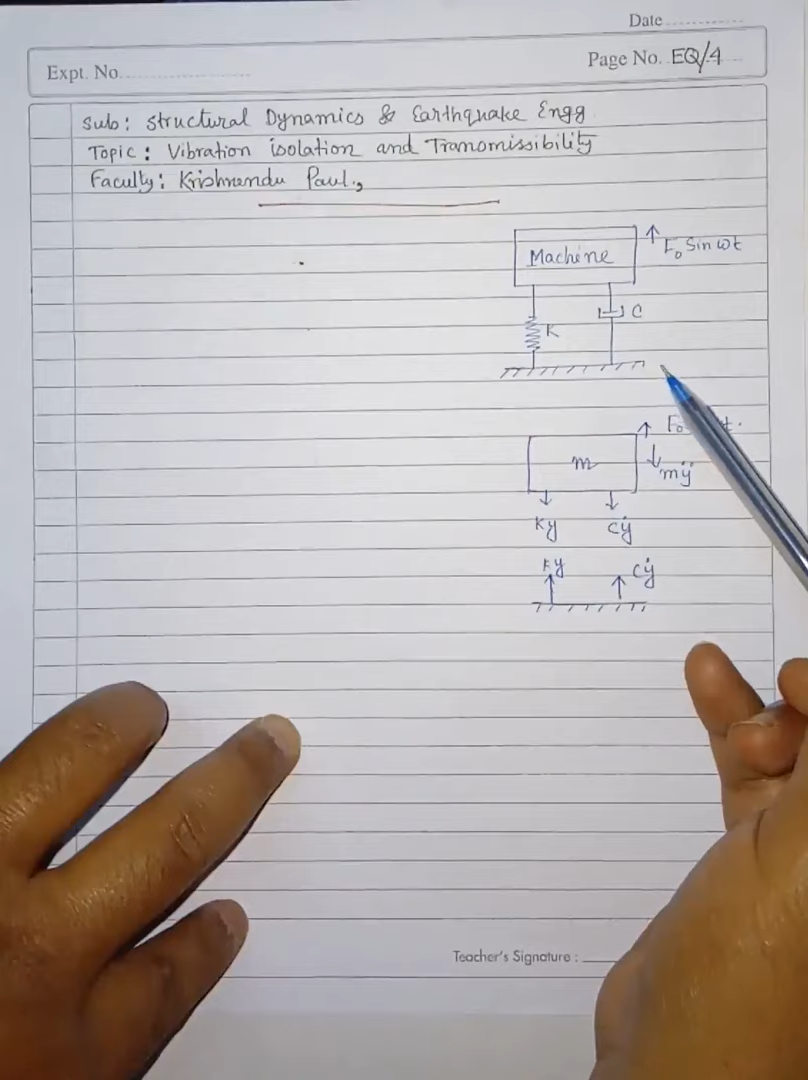 Date
Expt. No.
Page No. EQ/4
Sub: Structural Dynamics & Earthquake Engg
Topic: Vibration isolation and Transmissibility
Faculty: Krishnendu Paul.,
Machine
F₀ Sin ωt
K
C
F₀
t.
m
mÿ
Ky
Cẏ
Ky
Cẏ
Teacher's Signature :